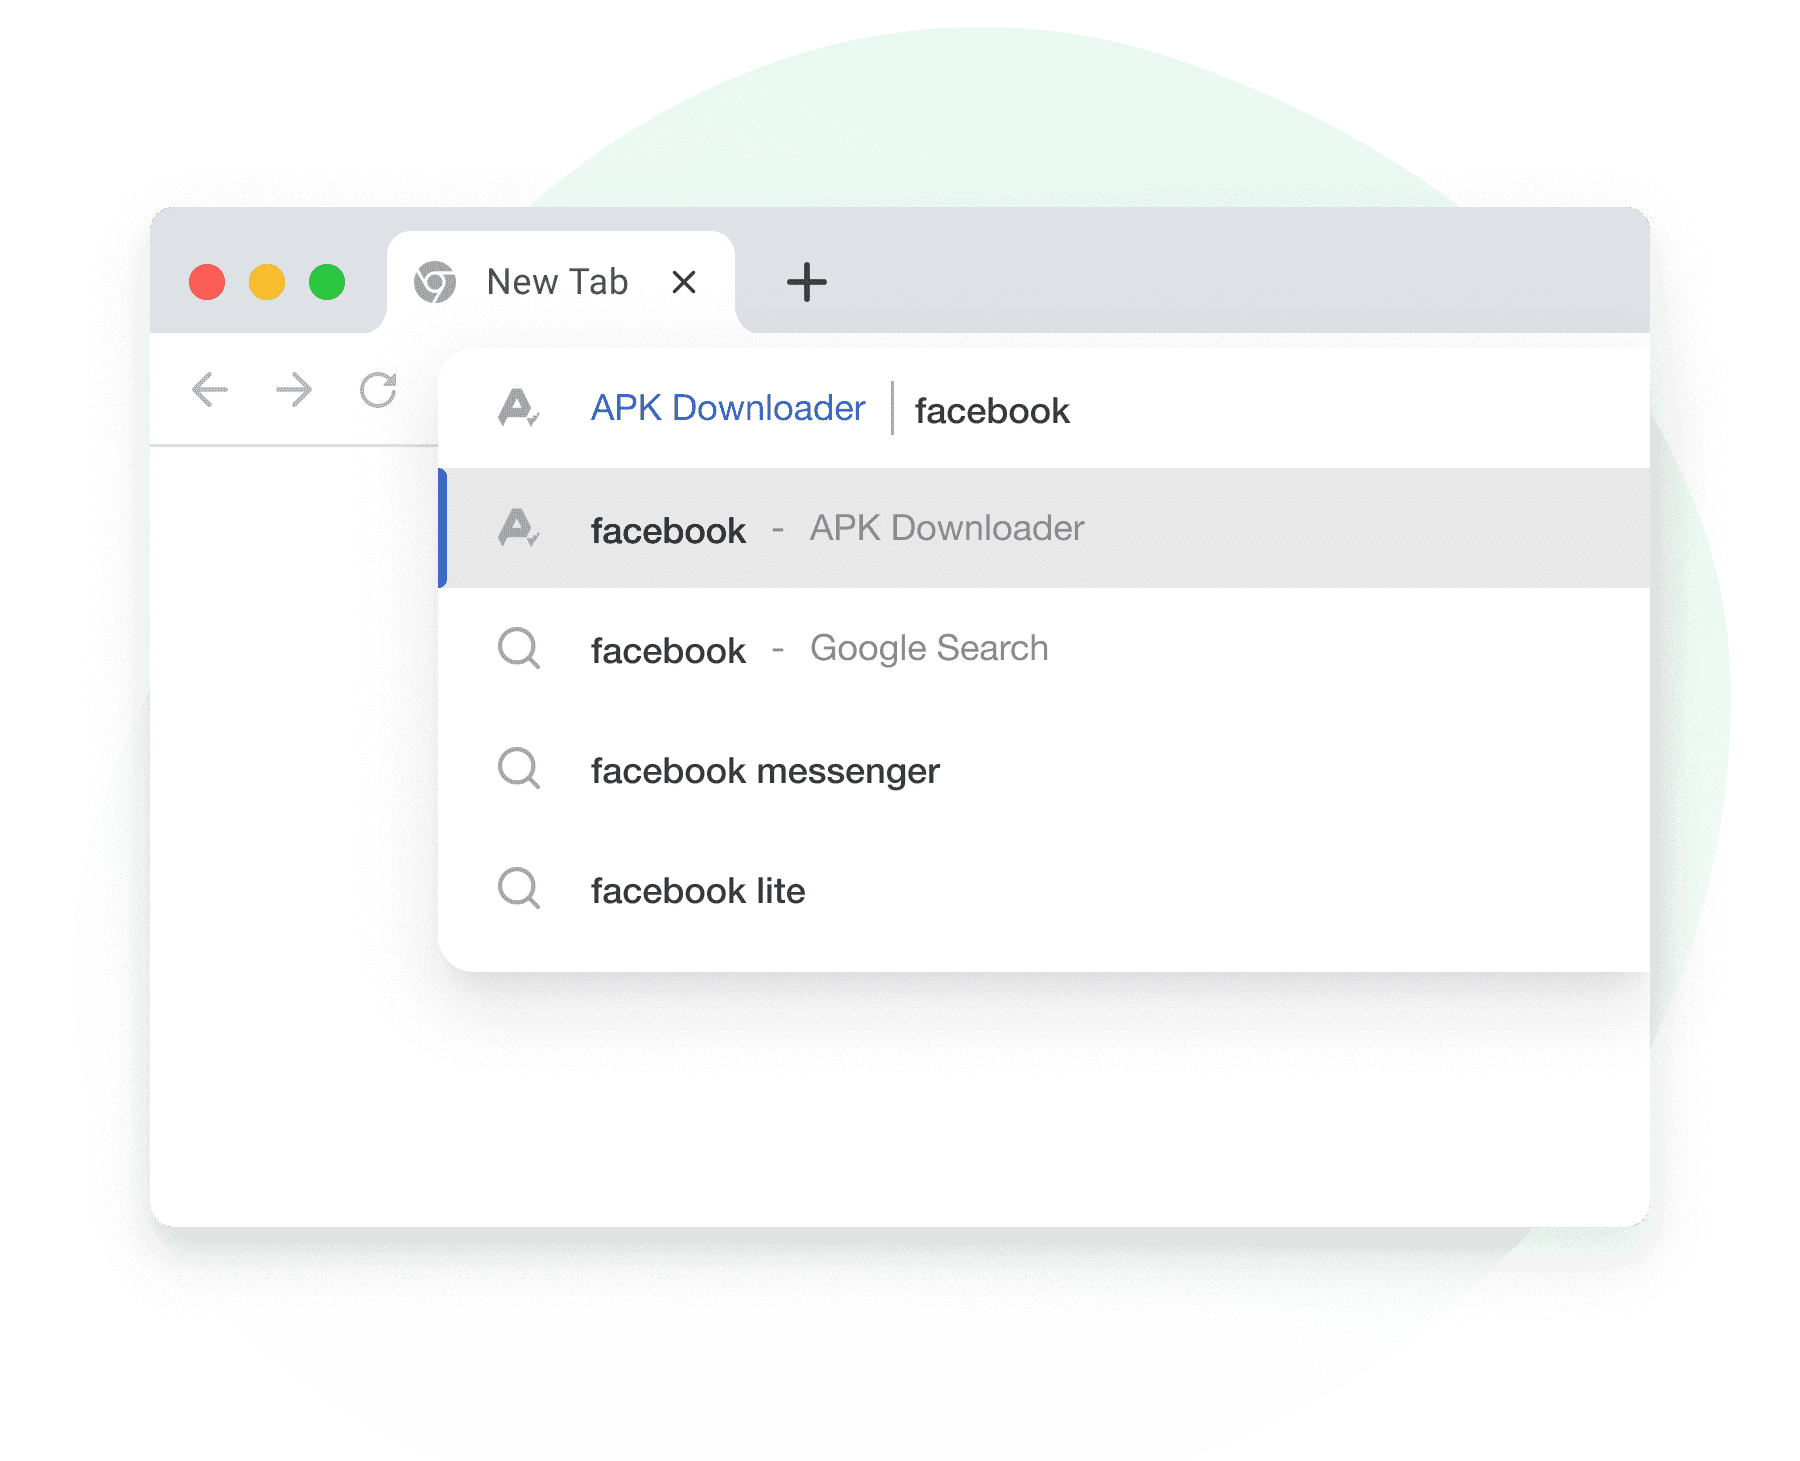 New Tab
APK Downloader facebook
facebook - APK Downloader
facebook - Google Search
facebook messenger
facebook lite